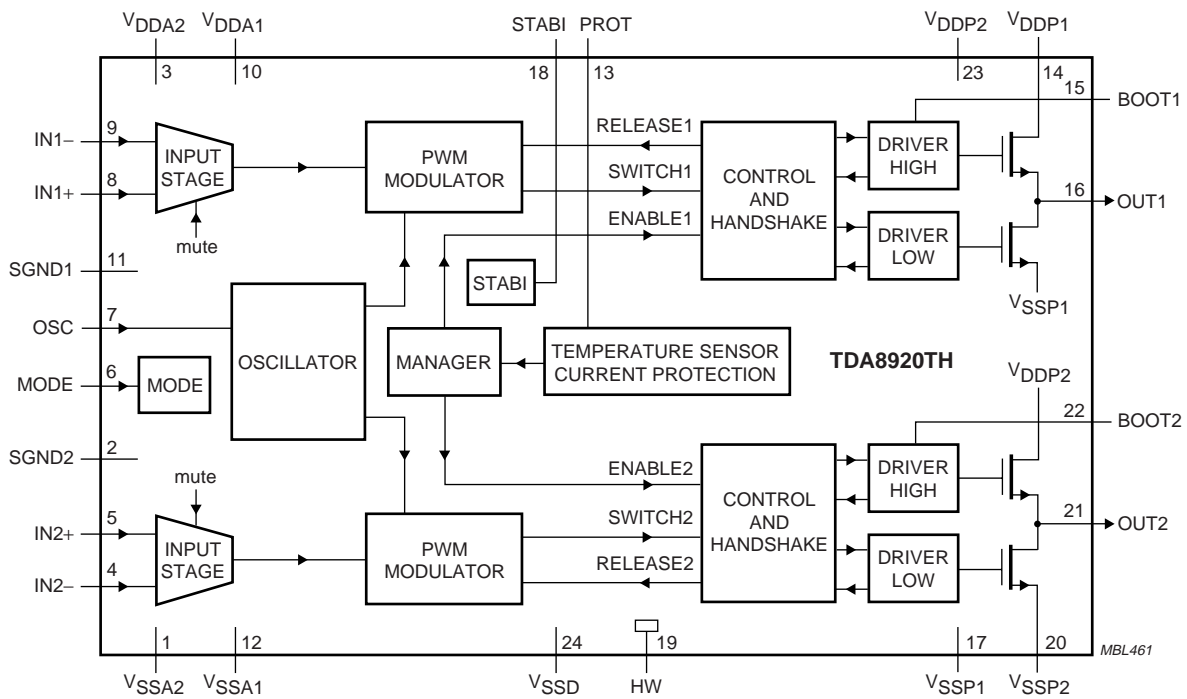 VDDA2 VDDA1 STABI PROT VDDP2 VDDP1
3 10 18 13 23 14
15 BOOT1
IN1− 9
INPUT STAGE
PWM MODULATOR
RELEASE1
CONTROL AND HANDSHAKE
DRIVER HIGH
IN1+ 8
SWITCH1
16 OUT1
mute
ENABLE1
DRIVER LOW
SGND1 11
STABI
VSSP1
OSC 7
OSCILLATOR
MANAGER
TEMPERATURE SENSOR CURRENT PROTECTION
TDA8920TH
MODE 6
MODE
VDDP2
22 BOOT2
SGND2 2
mute
ENABLE2
CONTROL AND HANDSHAKE
DRIVER HIGH
IN2+ 5
INPUT STAGE
PWM MODULATOR
SWITCH2
21 OUT2
IN2− 4
RELEASE2
DRIVER LOW
1 12 24 19 17 20
MBL461
VSSA2 VSSA1 VSSD HW VSSP1 VSSP2